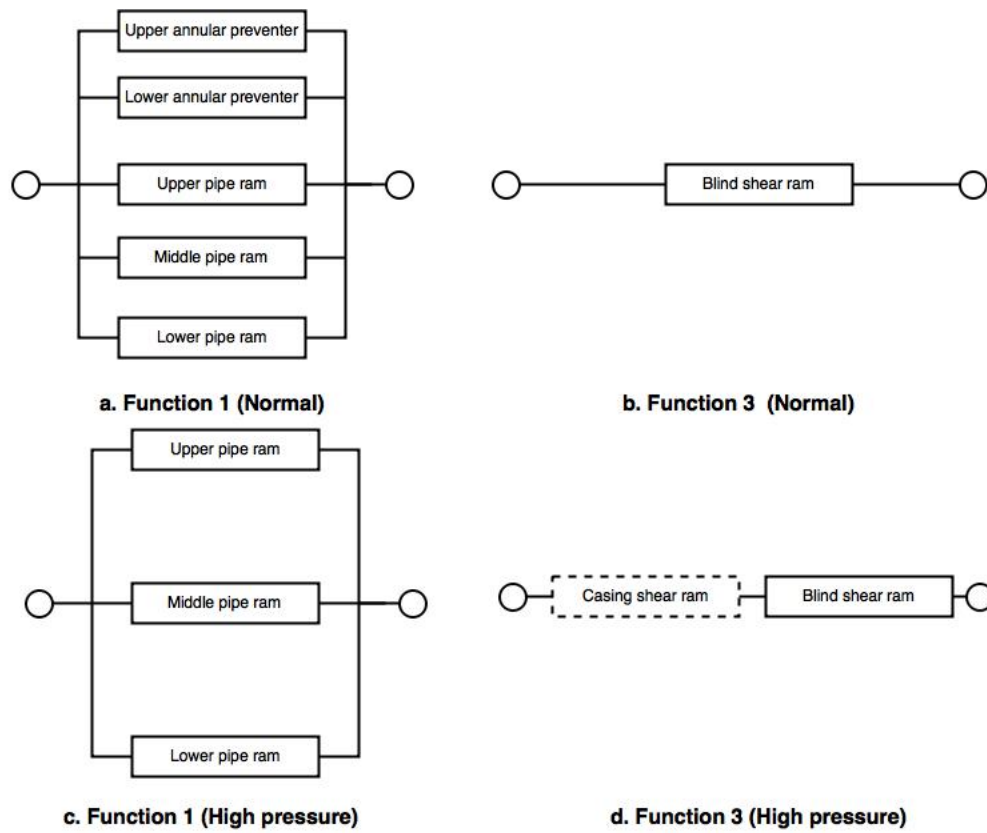 Upper annular preventer
Lower annular preventer
Upper pipe ram
Middle pipe ram
Lower pipe ram
a. Function 1 (Normal)
Blind shear ram
b. Function 3 (Normal)
Upper pipe ram
Middle pipe ram
Lower pipe ram
c. Function 1 (High pressure)
Casing shear ram
Blind shear ram
d. Function 3 (High pressure)